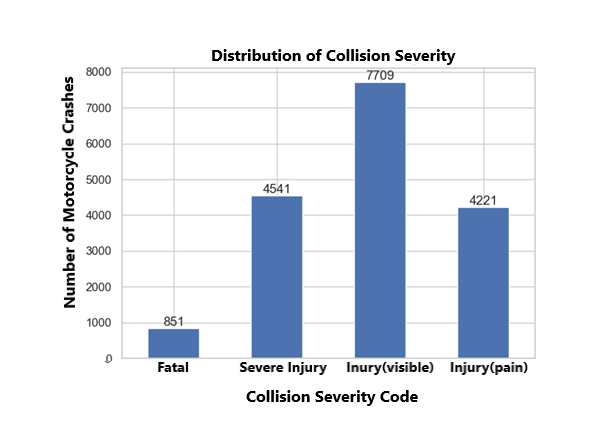 Distribution of Collision Severity
Number of Motorcycle Crashes
8000
7000
6000
5000
4000
3000
2000
1000
0
851
4541
7709
4221
Fatal
Severe Injury
Inury(visible)
Injury(pain)
Collision Severity Code